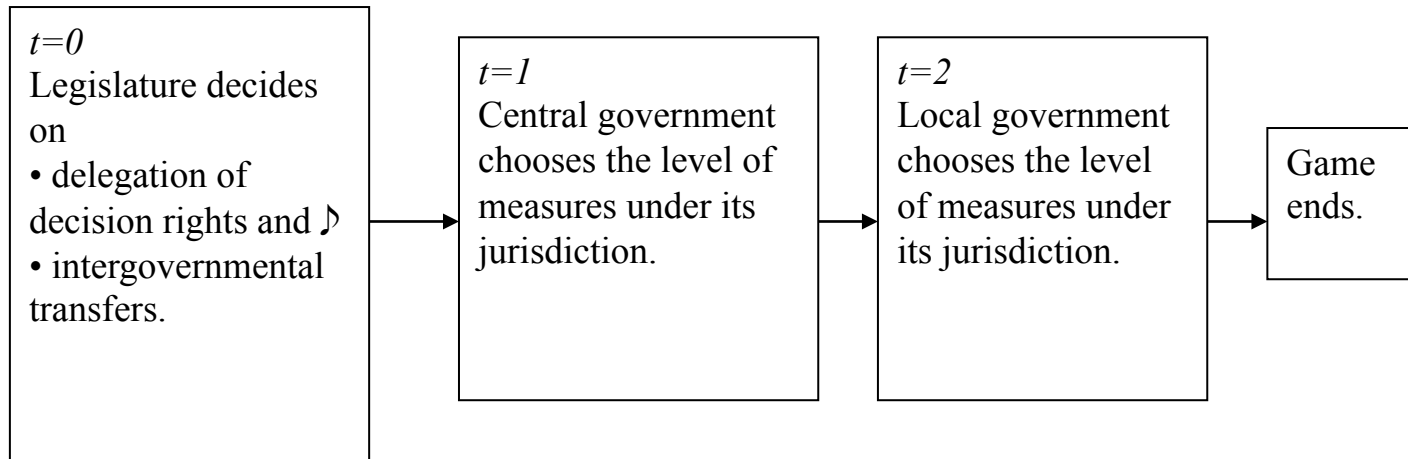 t=0
Legislature decides
on
• delegation of
decision rights and ♪
• intergovernmental
transfers.
t=1
Central government
chooses the level of
measures under its
jurisdiction.
t=2
Local government
chooses the level
of measures under
its jurisdiction.
Game
ends.